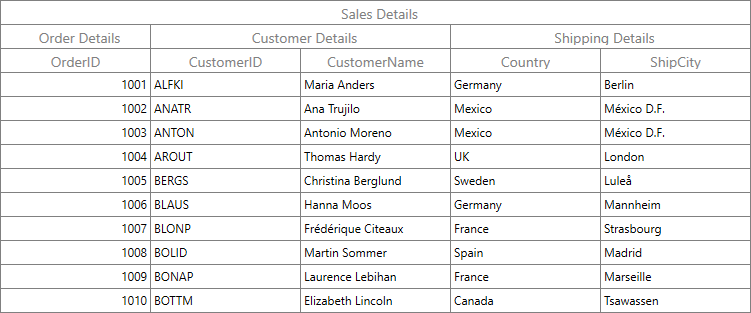 Sales Details
Order Details Customer Details Shipping Details
OrderID CustomerID CustomerName Country ShipCity
1001 ALFKI Maria Anders Germany Berlin
1002 ANATR Ana Trujilo Mexico México D.F.
1003 ANTON Antonio Moreno Mexico México D.F.
1004 AROUT Thomas Hardy UK London
1005 BERGS Christina Berglund Sweden Luleå
1006 BLAUS Hanna Moos Germany Mannheim
1007 BLONP Frédérique Citeaux France Strasbourg
1008 BOLID Martin Sommer Spain Madrid
1009 BONAP Laurence Lebihan France Marseille
1010 BOTTM Elizabeth Lincoln Canada Tsawassen